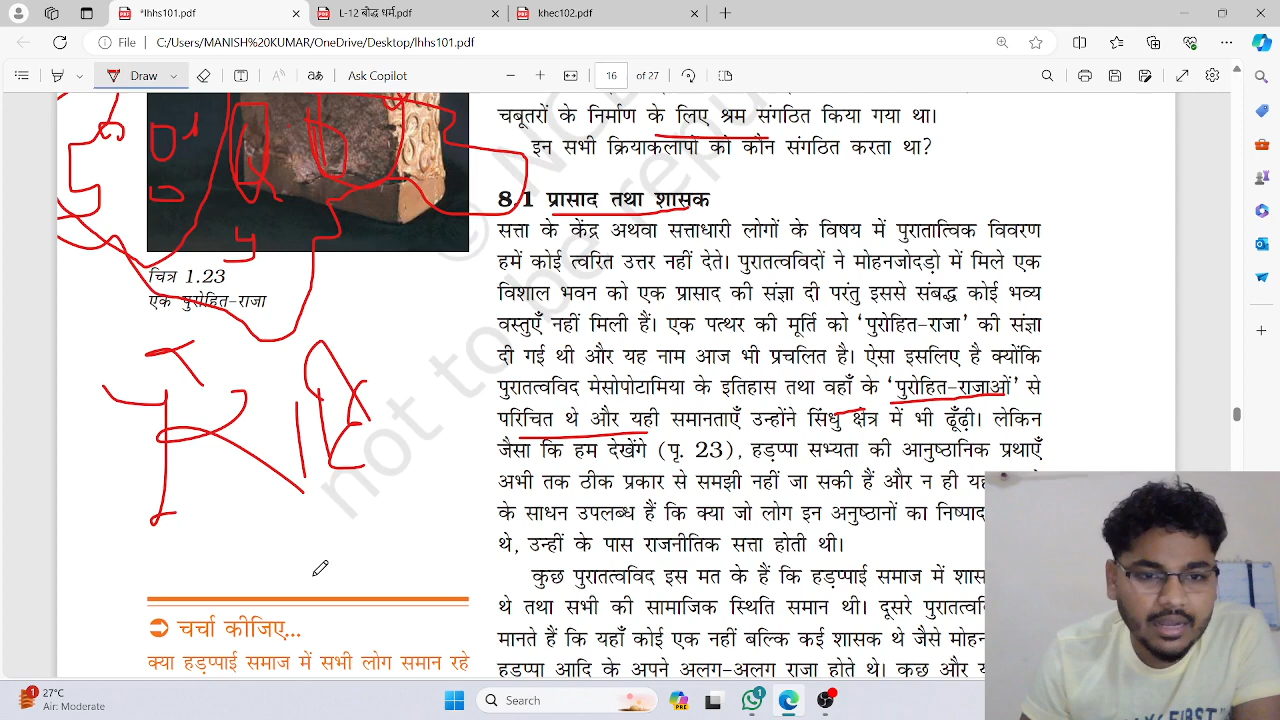 *lhhs101.pdf
L-12 बौद्ध धर्म.pdf
khec102.pdf
File
C:/Users/MANISH%20KUMAR/OneDrive/Desktop/lhhs101.pdf
Draw
Ask Copilot
16 of 27
चबूतरों के निर्माण के लिए श्रम संगठित किया गया था।
इन सभी क्रियाकलापों को कौन संगठित करता था?
8.1 प्रासाद तथा शासक
सत्ता के केंद्र अथवा सत्ताधारी लोगों के विषय में पुरातात्विक विवरण
हमें कोई त्वरित उत्तर नहीं देते। पुरातत्वविदों ने मोहनजोदड़ो में मिले एक
विशाल भवन को एक प्रासाद की संज्ञा दी परंतु इससे संबद्ध कोई भव्य
वस्तुएँ नहीं मिली हैं। एक पत्थर की मूर्ति को ‘पुरोहित-राजा’ की संज्ञा
दी गई थी और यह नाम आज भी प्रचलित है। ऐसा इसलिए है क्योंकि
पुरातत्वविद मेसोपोटामिया के इतिहास तथा वहाँ के ‘पुरोहित-राजाओं’ से
परिचित थे और यही समानताएँ उन्होंने सिंधु क्षेत्र में भी ढूँढ़ी। लेकिन
जैसा कि हम देखेंगे (पृ. 23), हड़प्पा सभ्यता की आनुष्ठानिक प्रथाएँ
अभी तक ठीक प्रकार से समझी नहीं जा सकी हैं और न ही
के साधन उपलब्ध हैं कि क्या जो लोग इन अनुष्ठानों का
थे, उन्हीं के पास राजनीतिक सत्ता होती थी।
कुछ पुरातत्वविद इस मत के हैं कि हड़प्पाई समाज में
थे तथा सभी की सामाजिक स्थिति समान थी। दूसरे
मानते हैं कि यहाँ कोई एक नहीं बल्कि कई शासक थे जैसे
हड़प्पा आदि के अपने अलग-अलग राजा होते थे। कुछ और
चित्र 1.23
एक पुरोहित-राजा
चर्चा कीजिए...
क्या हड़प्पाई समाज में सभी लोग समान रहे
not to be
27°C
Air: Moderate
Search